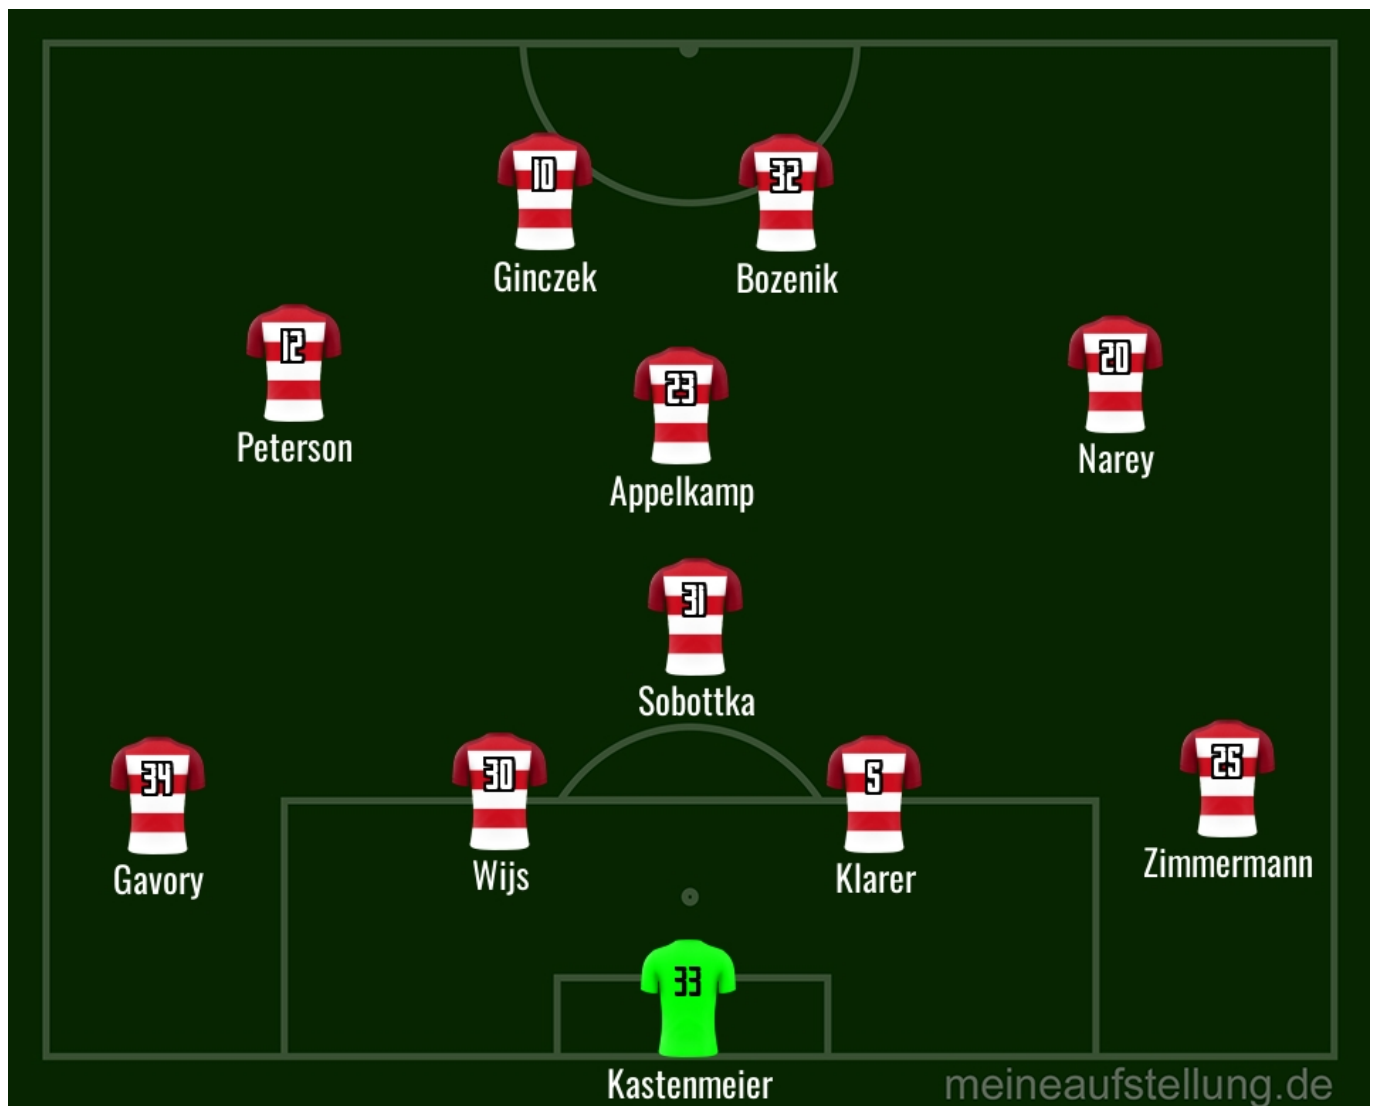 10
32
Ginczek
Bozenik
12
20
23
Peterson
Narey
Appelkamp
31
Sobottka
34
30
5
25
Gavory
Wijs
Klarer
Zimmermann
33
Kastenmeier
meineaufstellung.de